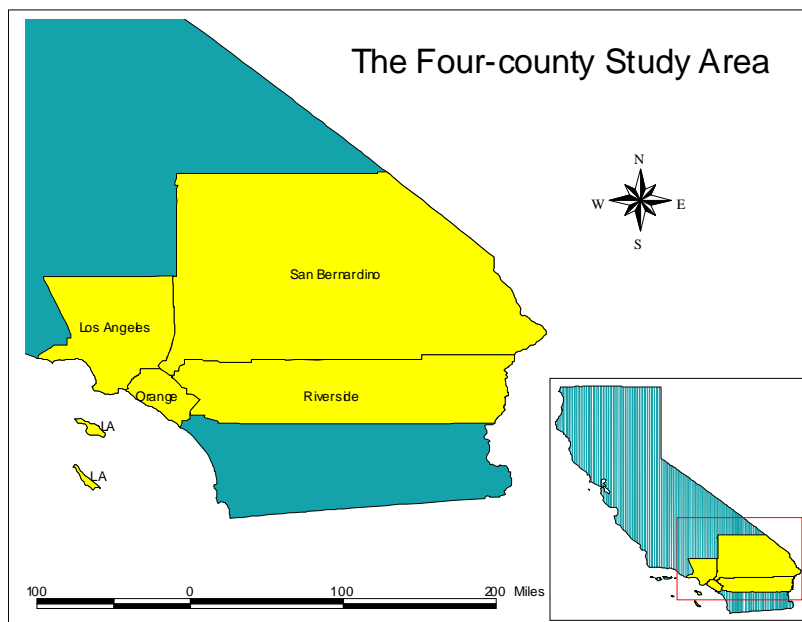 The Four-county Study Area
N
W E
S
San Bernardino
Los Angeles
Orange
Riverside
LA
LA
100 0 100 200 Miles